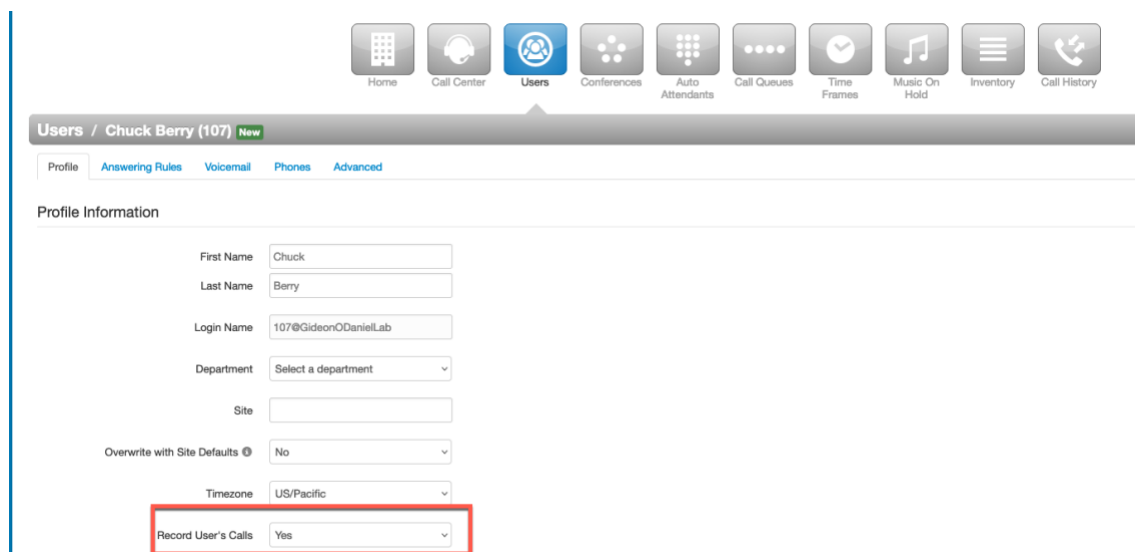 Home
Call Center
Users
Conferences
Auto
Attendants
Call Queues
Time
Frames
Music On
Hold
Inventory
Call History
Users / Chuck Berry (107) New
Profile Answering Rules Voicemail Phones Advanced
Profile Information
First Name Chuck
Last Name Berry
Login Name 107@GideonODanielLab
Department Select a department
Site
Overwrite with Site Defaults No
Timezone US/Pacific
Record User's Calls Yes